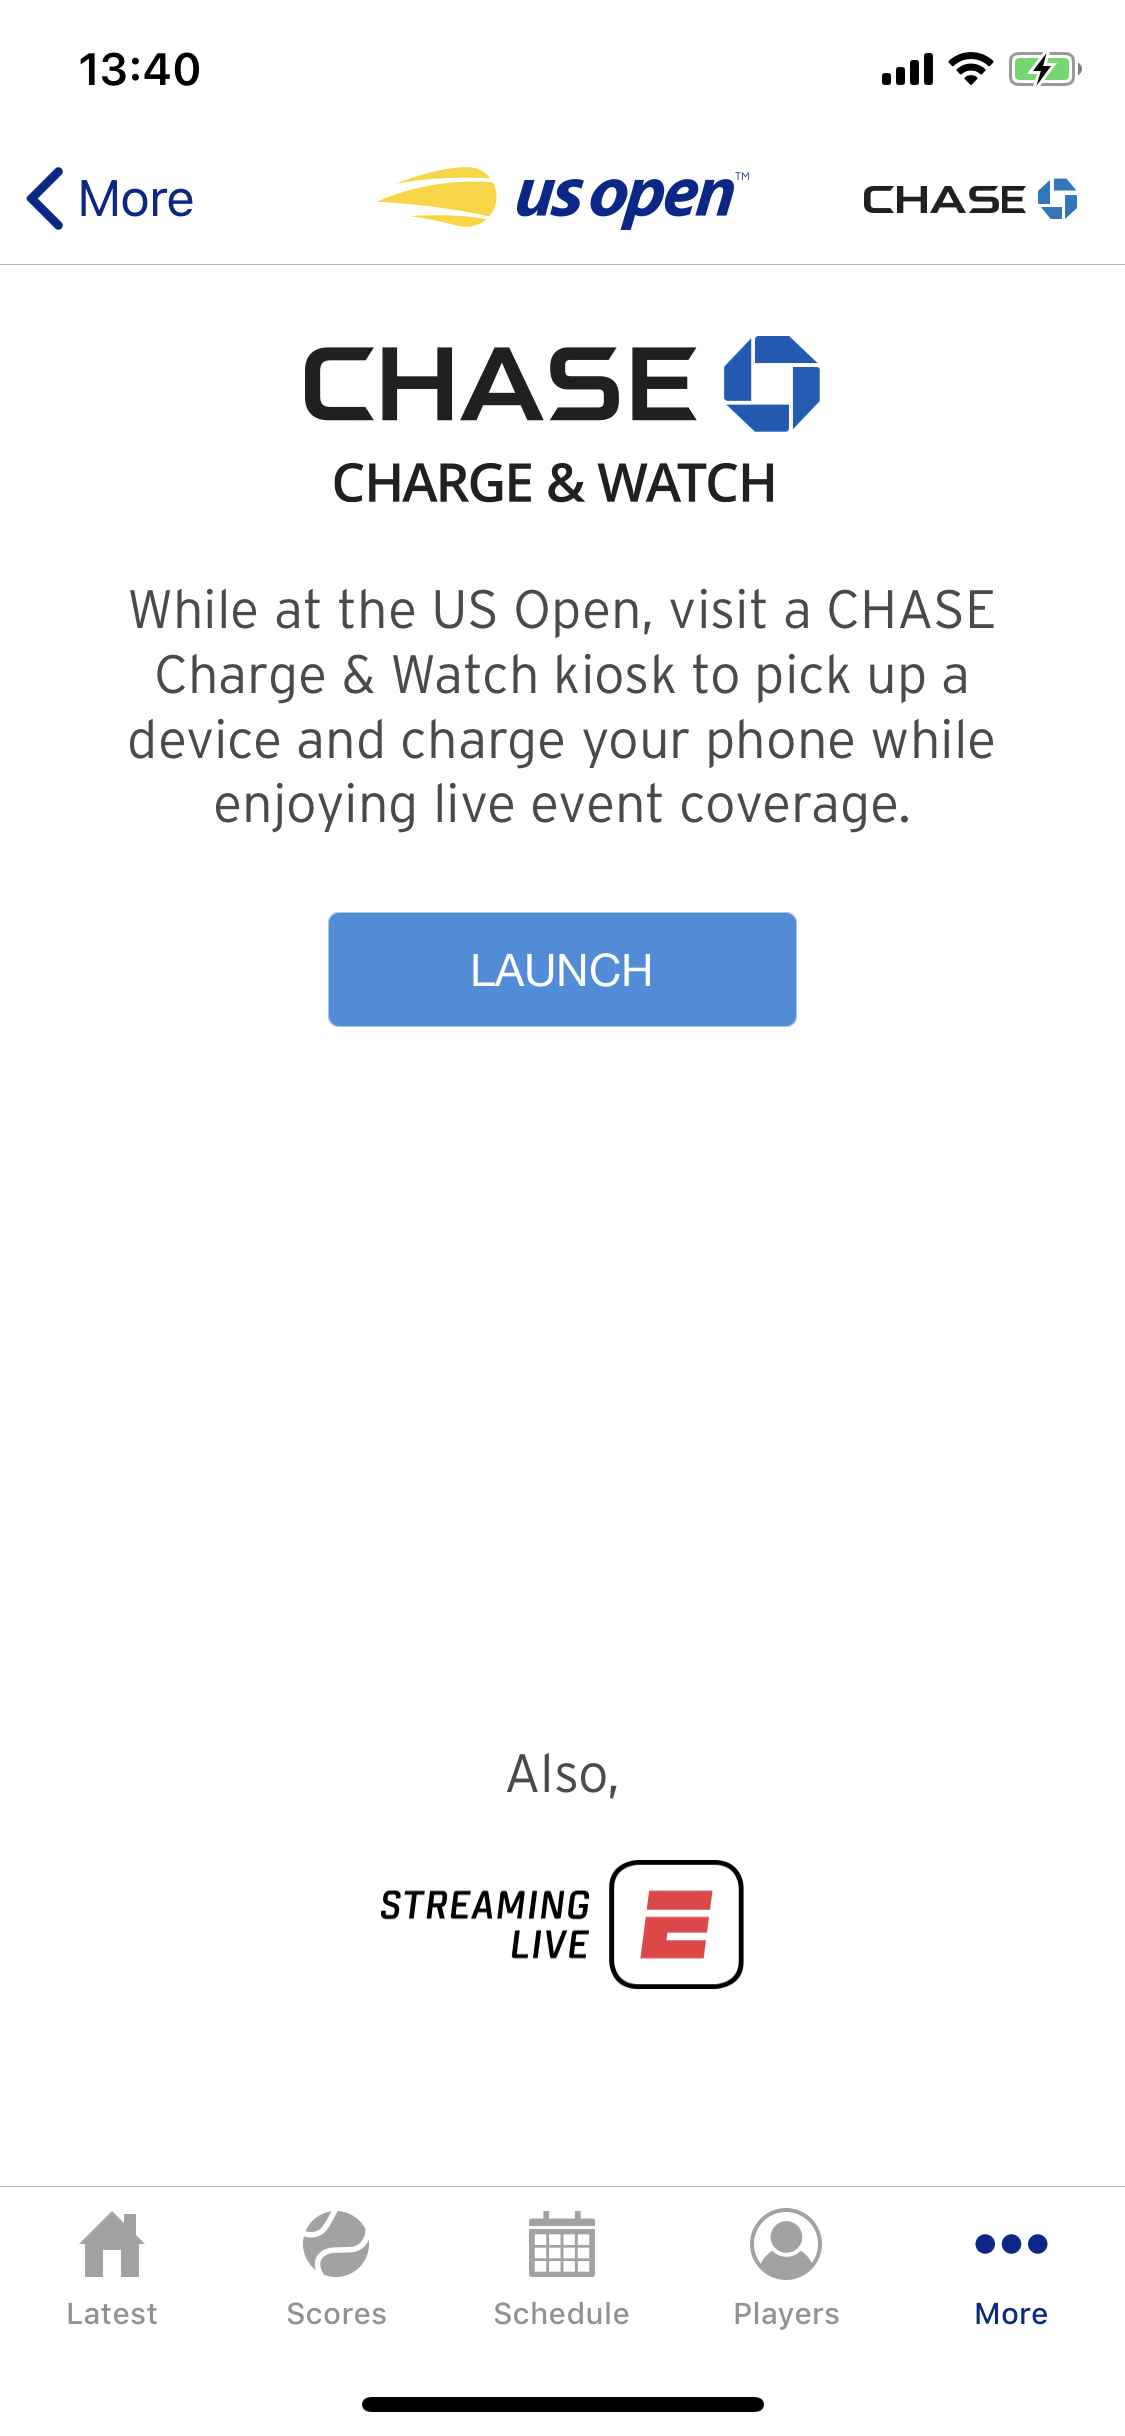 13:40
More
us open™
CHASE
CHASE
CHARGE & WATCH
While at the US Open, visit a CHASE
Charge & Watch kiosk to pick up a
device and charge your phone while
enjoying live event coverage.
LAUNCH
Also,
STREAMING
LIVE
E
Latest
Scores
Schedule
Players
More